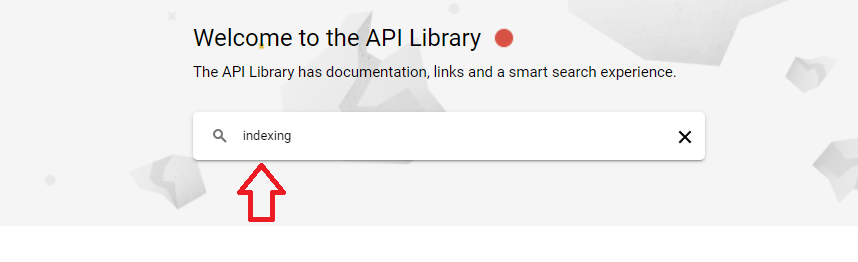 Welcome to the API Library
The API Library has documentation, links and a smart search experience.
indexing